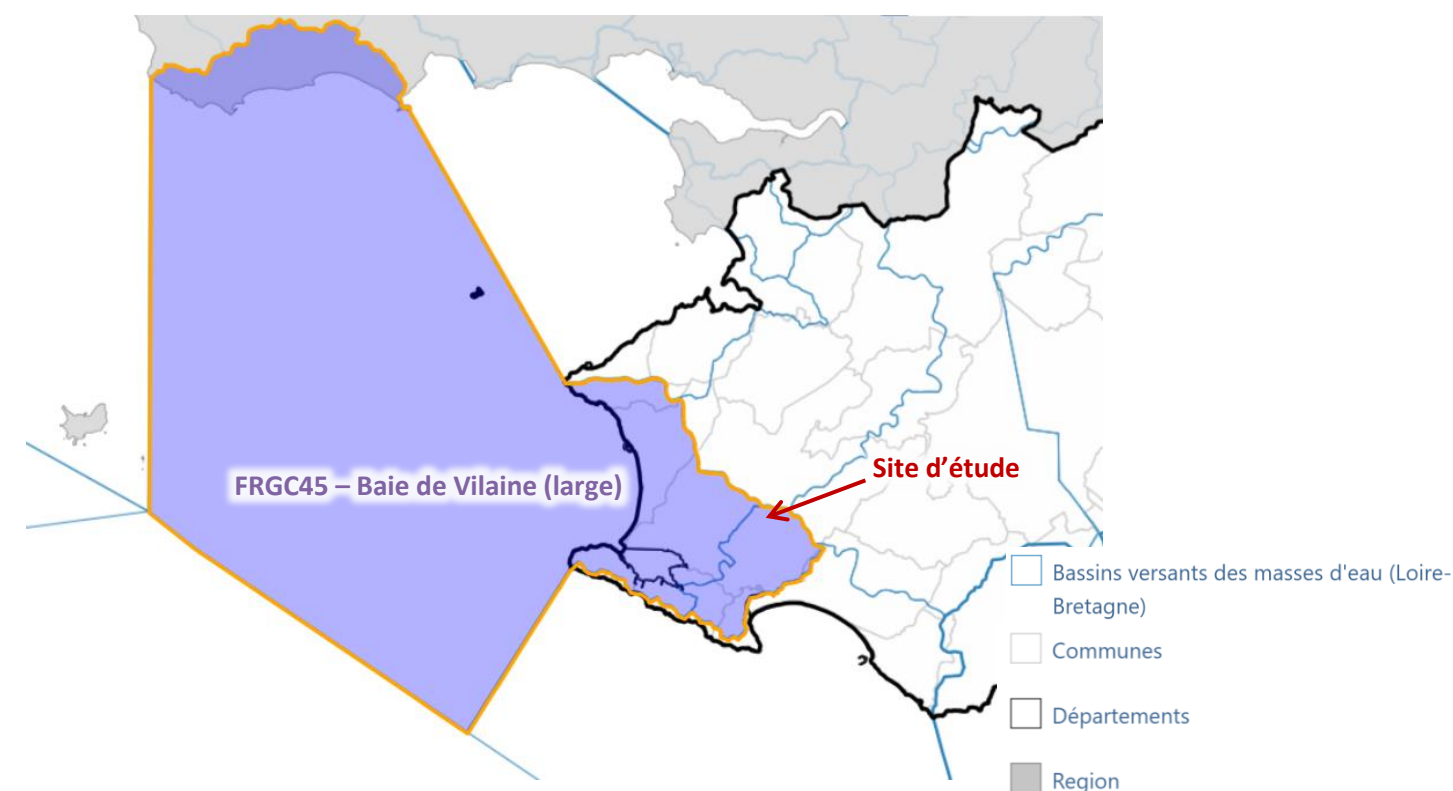 Site d'étude
FRGC45 – Baie de Vilaine (large)
Bassins versants des masses d'eau (Loire-
Bretagne)
Communes
Départements
Region